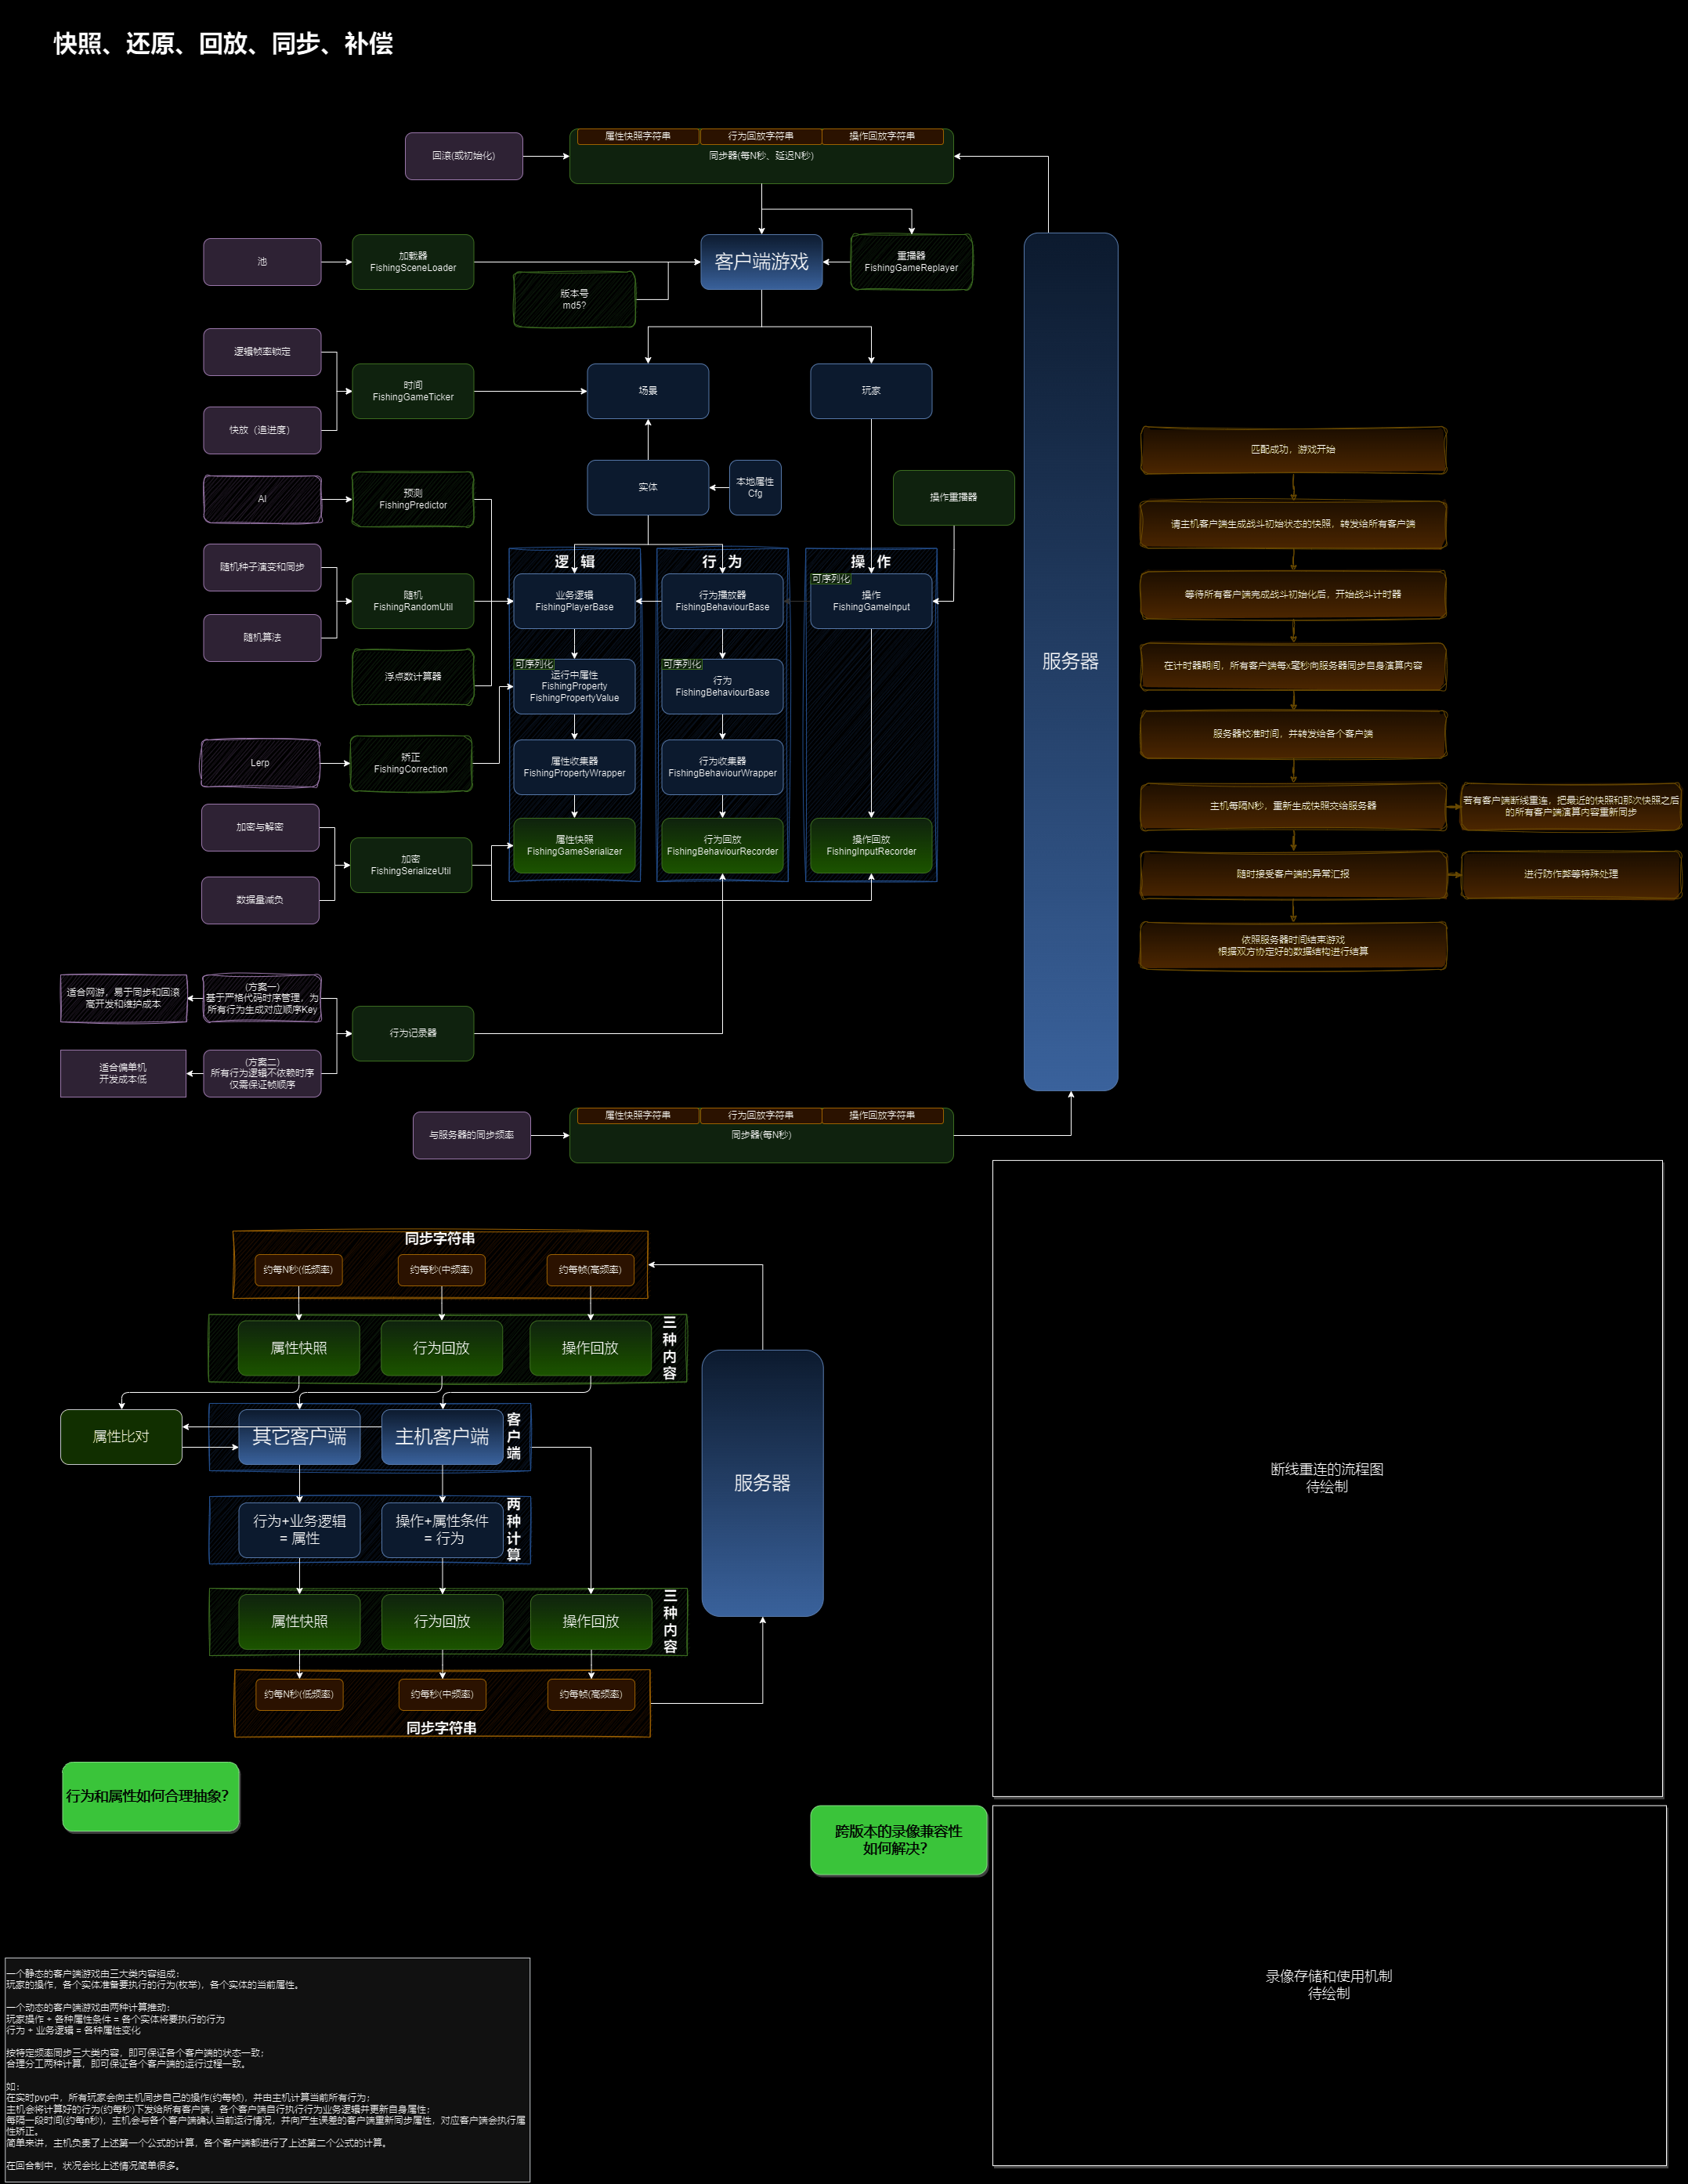 快照、还原、回放、同步、补偿
属性快照字符串
行为回放字符串
操作回放字符串
回滚(或初始化)
同步器(每N秒、延迟N秒)
池
加载器
FishingSceneLoader
客户端游戏
重播器
FishingGameReplayer
版本号
md5?
逻辑帧率锁定
快放（追进度）
时间
FishingGameTicker
场景
玩家
AI
预测
FishingPredictor
实体
本地属性
Cfg
操作重播器
逻 辑
行 为
操 作
随机种子演变和同步
随机算法
随机
FishingRandomUtil
业务逻辑
FishingPlayerBase
行为播放器
FishingBehaviourBase
可序列化
操作
FishingGameInput
浮点数计算器
可序列化
运行中属性
FishingProperty
FishingPropertyValue
可序列化
行为
FishingBehaviourBase
Lerp
矫正
FishingCorrection
属性收集器
FishingPropertyWrapper
行为收集器
FishingBehaviourWrapper
加密与解密
数据量减负
加密
FishingSerializeUtil
属性快照
FishingGameSerializer
行为回放
FishingBehaviourRecorder
操作回放
FishingInputRecorder
适合网游，易于同步和回滚
高开发和维护成本
(方案一)
基于严格代码时序管理，为
所有行为生成对应顺序Key
行为记录器
适合偏单机
开发成本低
(方案二)
所有行为逻辑不依赖时序
仅需保证帧顺序
与服务器的同步频率
属性快照字符串
行为回放字符串
操作回放字符串
同步器(每N秒)
服务器
匹配成功，游戏开始
请主机客户端生成战斗初始状态的快照，转发给所有客户端
等待所有客户端完成战斗初始化后，开始战斗计时器
在计时器期间，所有客户端每x毫秒向服务器同步自身演算内容
服务器校准时间，并转发给各个客户端
主机每隔N秒，重新生成快照交给服务器
若有客户端断线重连，把最近的快照和那次快照之后
的所有客户端演算内容重新同步
随时接受客户端的异常汇报
进行防作弊等特殊处理
依照服务器时间结束游戏
根据双方协定好的数据结构进行结算
同步字符串
约每N秒(低频率)
约每秒(中频率)
约每帧(高频率)
属性快照
行为回放
操作回放
三
种
内
容
属性比对
其它客户端
主机客户端
客
户
端
行为+业务逻辑
= 属性
操作+属性条件
= 行为
两
种
计
算
属性快照
行为回放
操作回放
三
种
内
容
约每N秒(低频率)
约每秒(中频率)
约每帧(高频率)
同步字符串
服务器
断线重连的流程图
待绘制
行为和属性如何合理抽象？
跨版本的录像兼容性
如何解决？
录像存储和使用机制
待绘制
一个静态的客户端游戏由三大类内容组成：
玩家的操作，各个实体准备要执行的行为(枚举)，各个实体的当前属性。
一个动态的客户端游戏由两种计算推动：
玩家操作 + 各种属性条件 = 各个实体将要执行的行为
行为 + 业务逻辑 = 各种属性变化
按特定频率同步三大类内容，即可保证各个客户端的状态一致；
合理分工两种计算，即可保证各个客户端的运行过程一致。
如：
在实时pvp中，所有玩家会向主机同步自己的操作(约每帧)，并由主机计算当前所有行为；
主机会将计算好的行为(约每秒)下发给所有客户端，各个客户端自行执行行为业务逻辑并更新自身属性；
每隔一段时间(约每n秒)，主机会与各个客户端确认当前运行情况，并向产生误差的客户端重新同步属性，对应客户端会执行属
性矫正。
简单来讲，主机负责了上述第一个公式的计算，各个客户端都进行了上述第二个公式的计算。
在回合制中，状况会比上述情况简单很多。